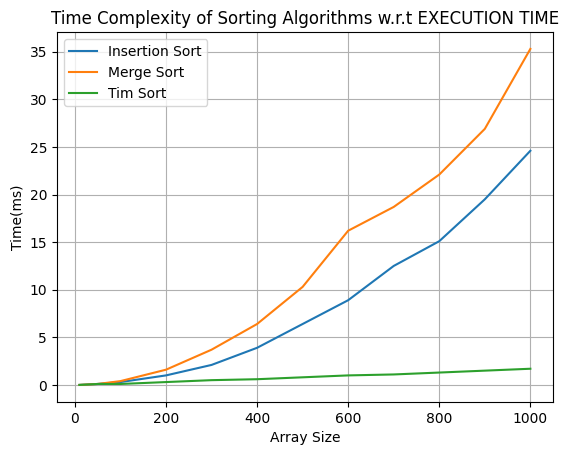 Time Complexity of Sorting Algorithms w.r.t EXECUTION TIME
Insertion Sort
Merge Sort
Tim Sort
Time(ms)
35
30
25
20
15
10
5
0
0 200 400 600 800 1000
Array Size